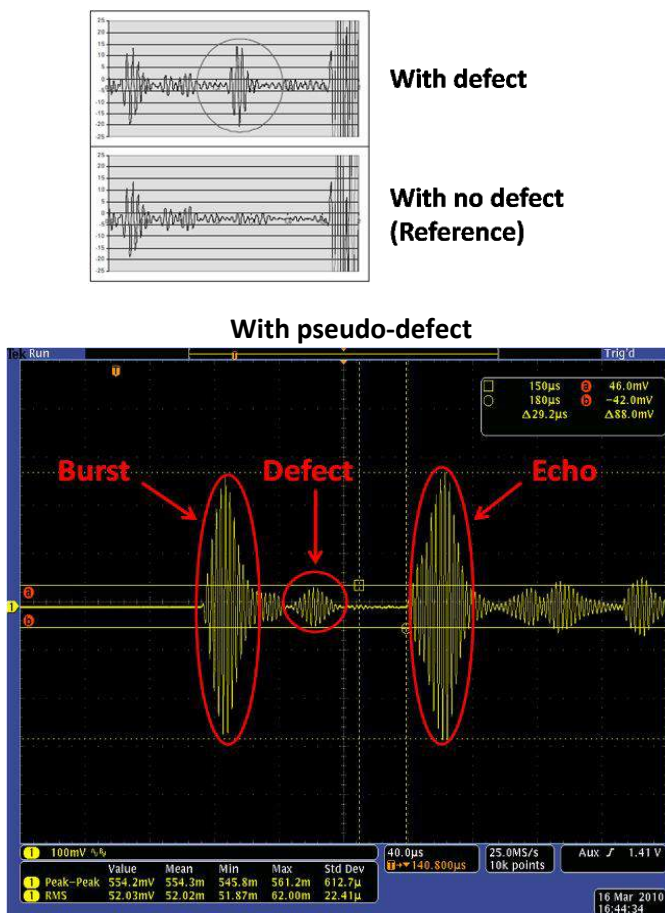 25
20
15
10
5
0
-5
-10
-15
-20
-25
With defect
25
20
15
10
5
0
-5
-10
-15
-20
-25
With no defect
(Reference)
With pseudo-defect
Tek Run Trig'd
T
T
150µs a 46.0mV
180µs b -42.0mV
Δ29.2µs Δ88.0mV
Burst Defect Echo
a
1
b
1 100mV 40.0µs 25.0MS/s Aux 1.41 V
T 140.800µs 10k points
Value Mean Min Max Std Dev
1 Peak-Peak 554.2mV 554.3m 545.8m 561.2m 612.7µ
1 RMS 52.03mV 52.02m 51.87m 62.00m 22.41µ
16 Mar 2010
16:44:34